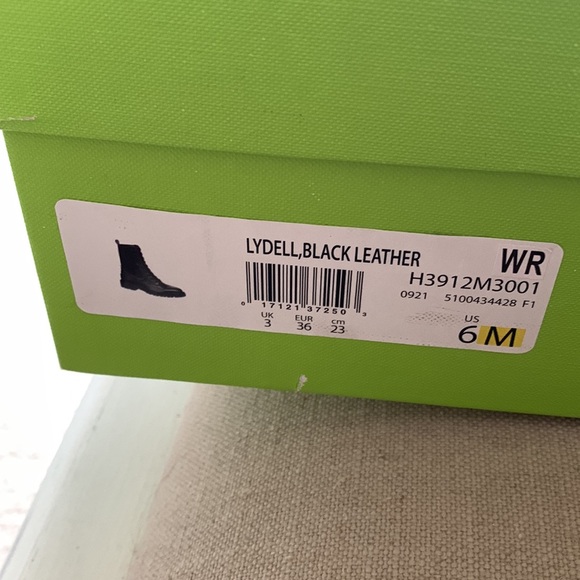 LYDELL,BLACK LEATHER
WR
H3912M3001
0921 5100434428 F1
0 17121 37250 3
UK EUR cm
3 36 23
US
6 M